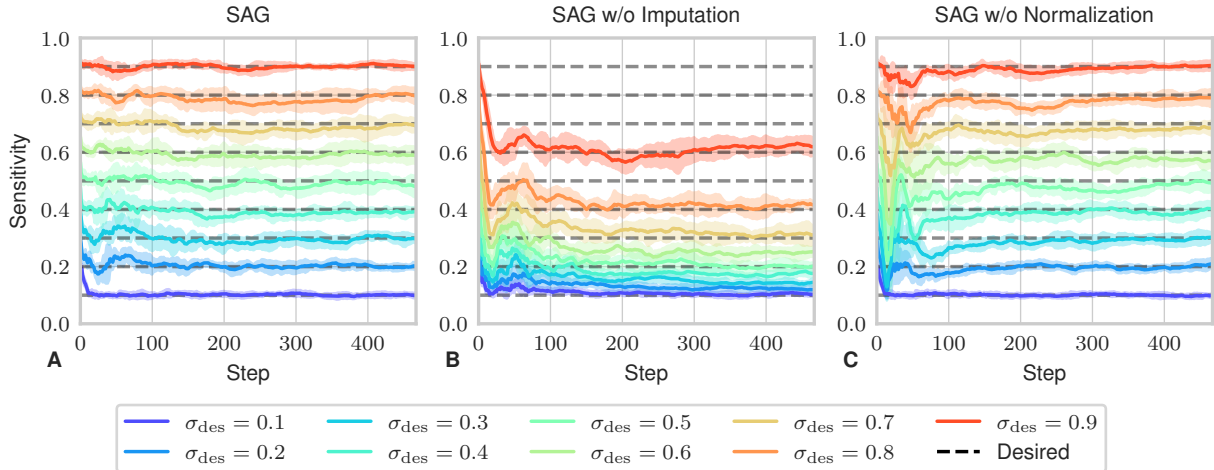 SAG
SAG w/o Imputation
SAG w/o Normalization
Sensitivity
1.0
0.8
0.6
0.4
0.2
0.0
0 100 200 300 400
Step
A
1.0
0.8
0.6
0.4
0.2
0.0
0 100 200 300 400
Step
B
1.0
0.8
0.6
0.4
0.2
0.0
0 100 200 300 400
Step
C
σdes = 0.1 σdes = 0.3 σdes = 0.5 σdes = 0.7 σdes = 0.9
σdes = 0.2 σdes = 0.4 σdes = 0.6 σdes = 0.8 Desired